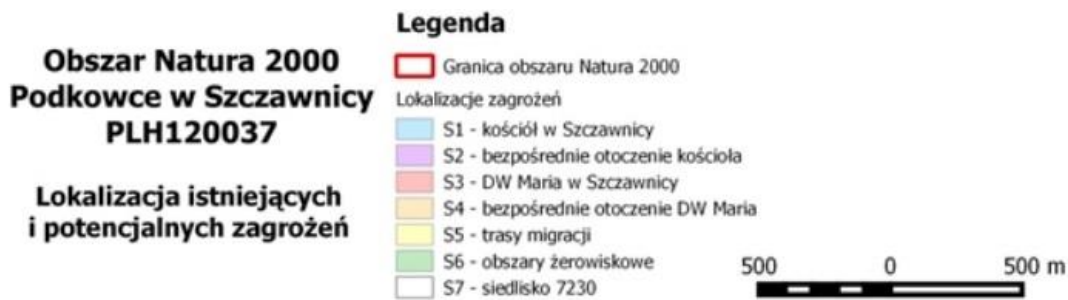 Obszar Natura 2000
Podkowce w Szczawnicy
PLH120037
Lokalizacja istniejących
i potencjalnych zagrożeń
Legenda
Granica obszaru Natura 2000
Lokalizacje zagrożeń
S1 - kościół w Szczawnicy
S2 - bezpośrednie otoczenie kościoła
S3 - DW Maria w Szczawnicy
S4 - bezpośrednie otoczenie DW Maria
S5 - trasy migracji
S6 - obszary żerowiskowe
S7 - siedlisko 7230
500 0 500 m